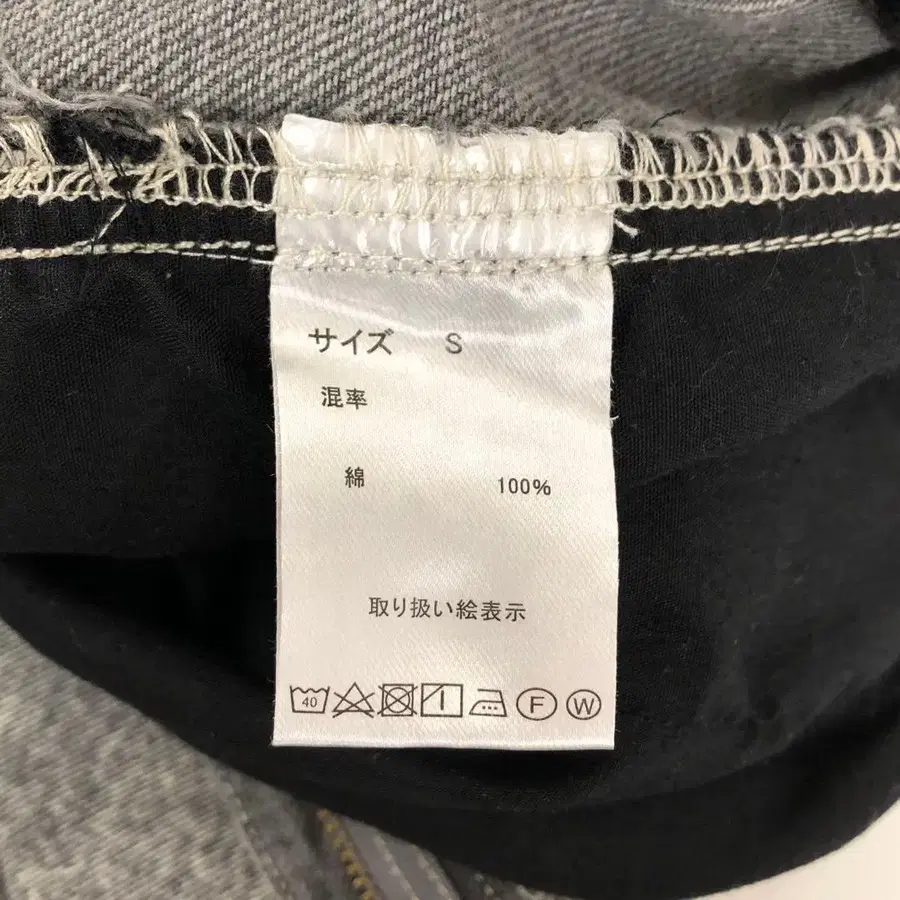 サイズ S
混率
綿 100%
取り扱い絵表示
40 F W